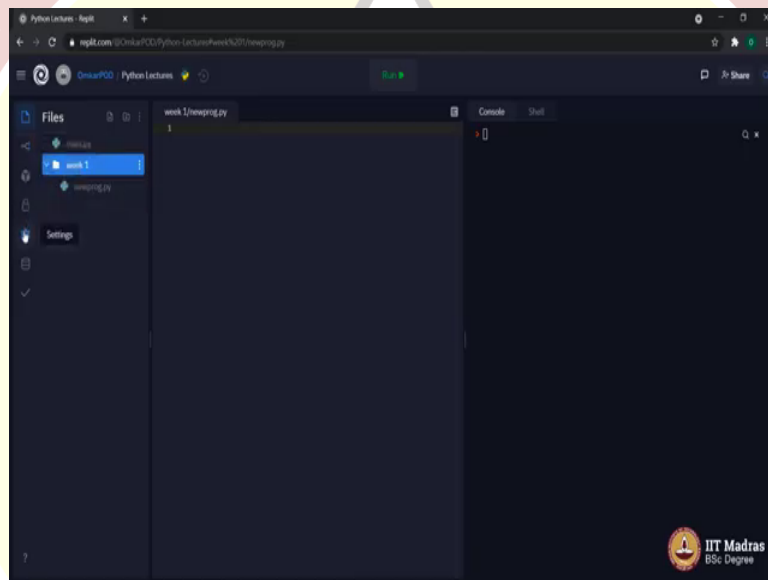 Python Lectures - Replit
replit.com/@OmkarPOD/Python-Lectures#week%201/newprog.py
OmkarPOD / Python Lectures
Run
Share
Files
week 1/newprog.py
Console
Shell
1
main.py
week 1
newprog.py
Settings
?
IIT Madras
BSc Degree